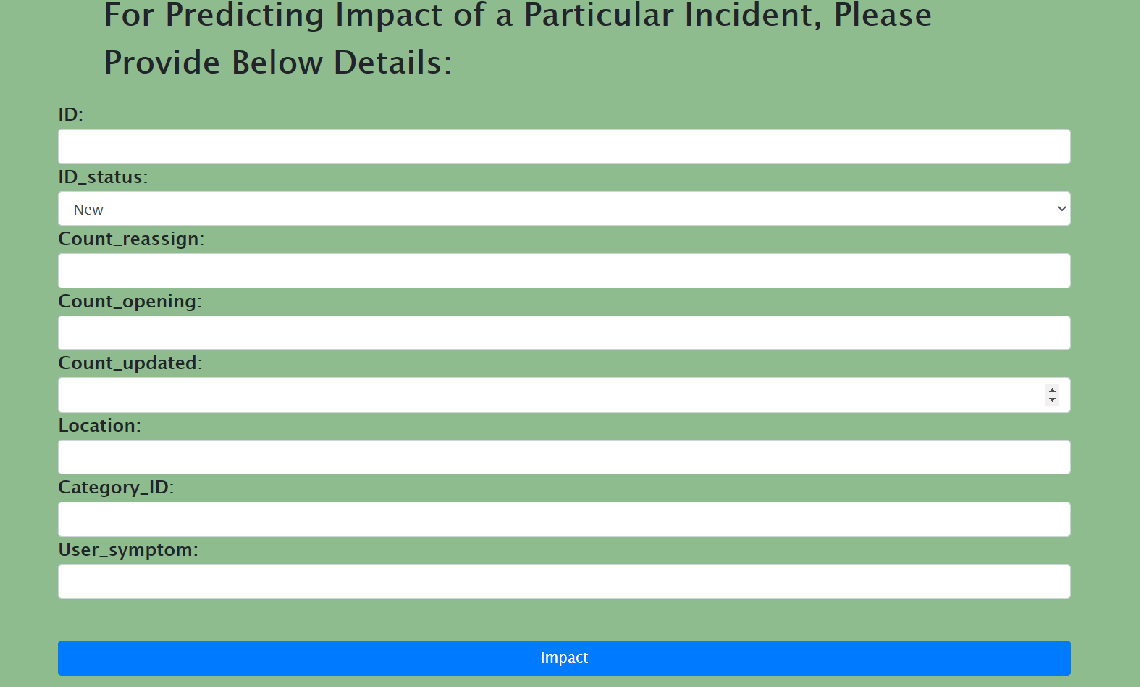 For Predicting Impact of a Particular Incident, Please
Provide Below Details:
ID:
ID_status:
New
Count_reassign:
Count_opening:
Count_updated:
Location:
Category_ID:
User_symptom:
Impact